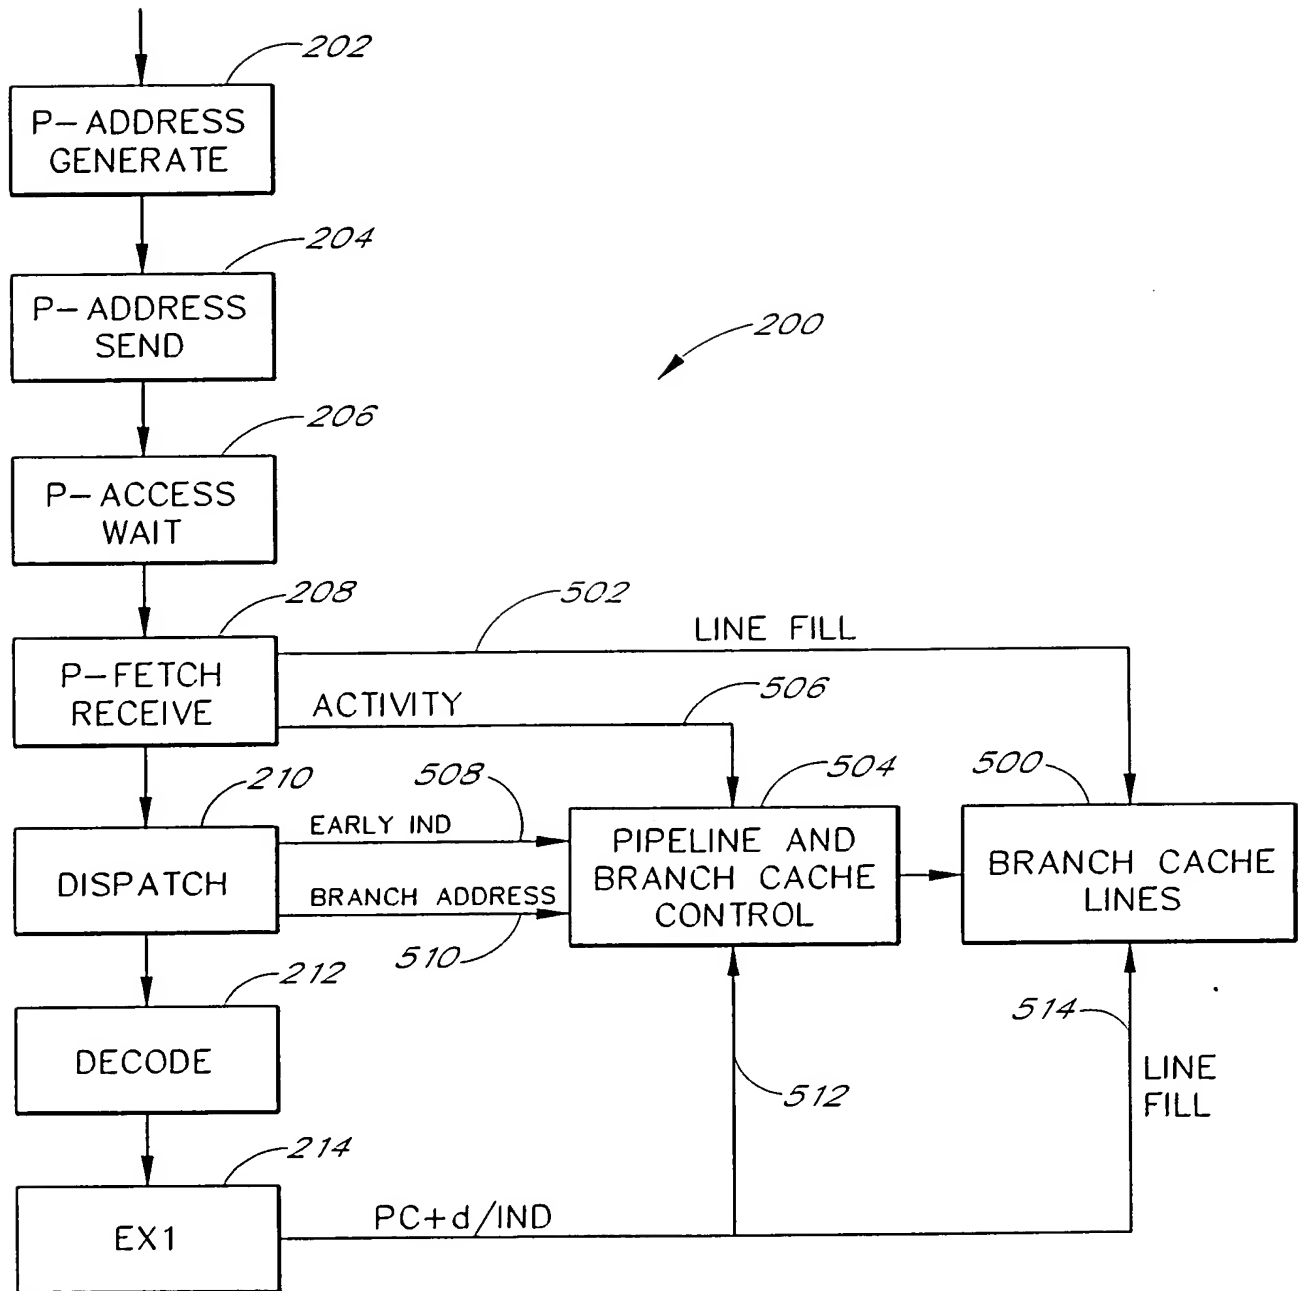 202
P-ADDRESS
GENERATE
204
P-ADDRESS
SEND
200
206
P-ACCESS
WAIT
208
502
LINE FILL
P-FETCH
RECEIVE
ACTIVITY
506
210
508
504
500
EARLY IND
DISPATCH
BRANCH ADDRESS
PIPELINE AND
BRANCH CACHE
CONTROL
BRANCH CACHE
LINES
510
212
514
DECODE
512
LINE
FILL
214
EX1
PC+d/IND